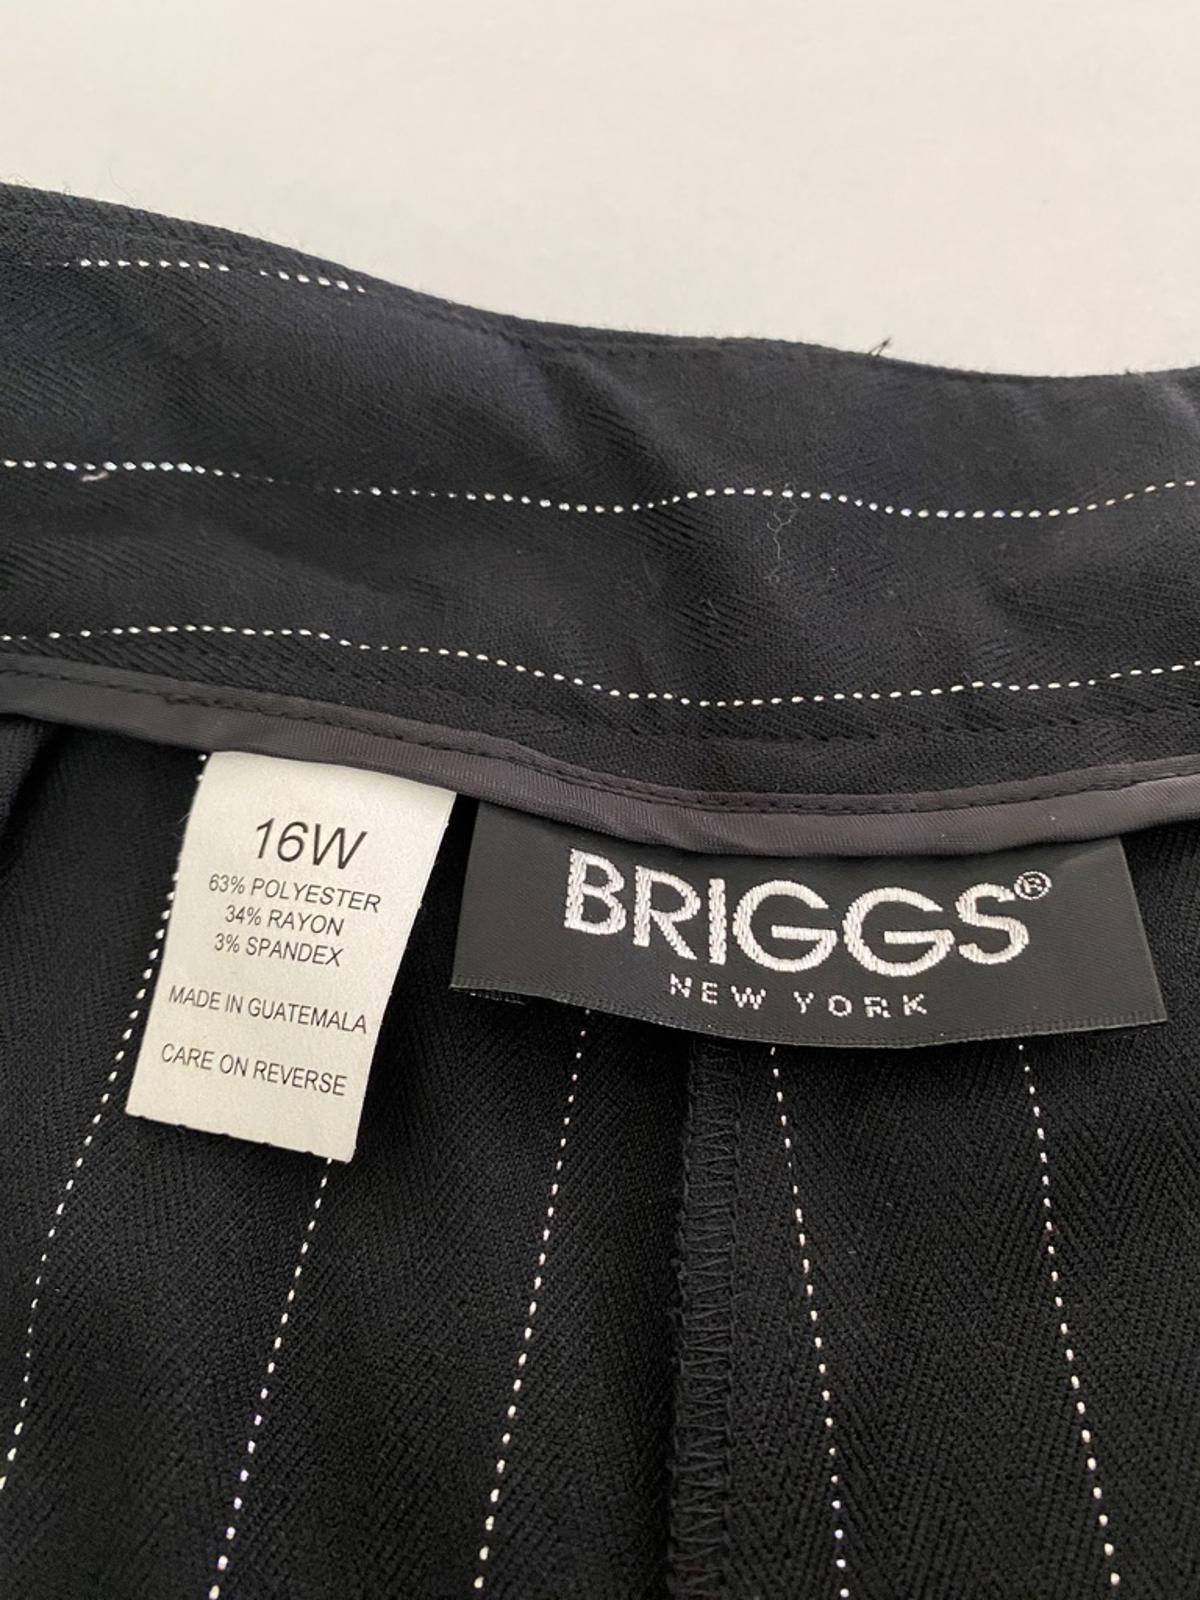 16W
63% POLYESTER
34% RAYON
3% SPANDEX
MADE IN GUATEMALA
CARE ON REVERSE
BRIGGS®
NEW YORK